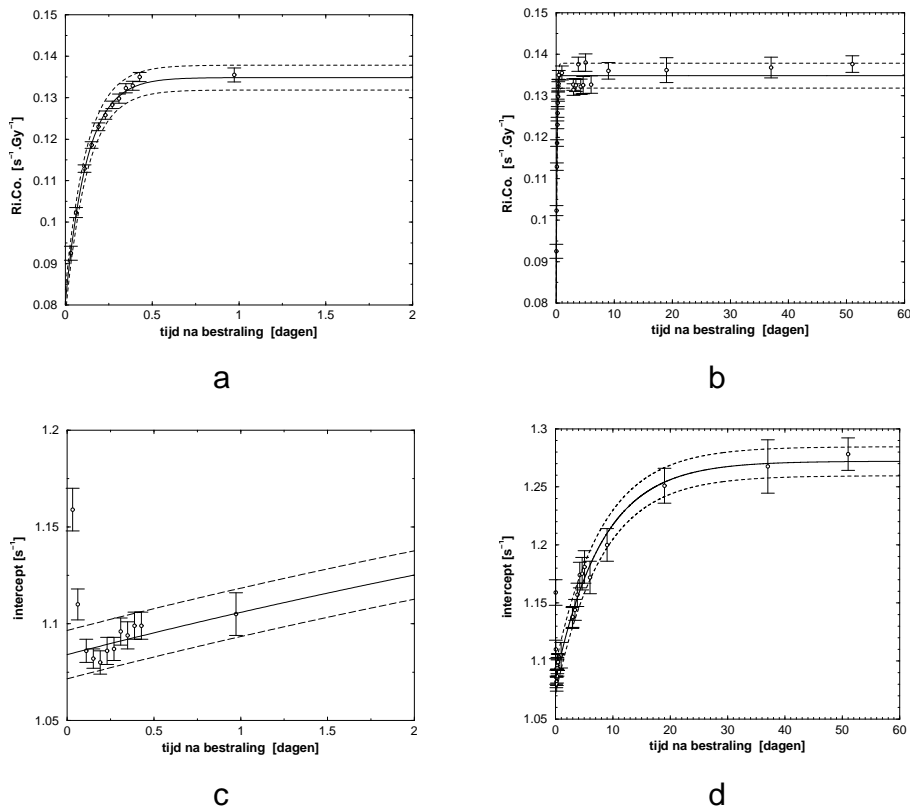 0.15
0.14
0.13
0.12
0.11
0.1
0.09
0.08
Ri.Co. [s⁻¹.Gy⁻¹]
0 0.5 1 1.5 2
tijd na bestraling [dagen]
a
0.15
0.14
0.13
0.12
0.11
0.1
0.09
0.08
Ri.Co. [s⁻¹.Gy⁻¹]
0 10 20 30 40 50 60
tijd na bestraling [dagen]
b
1.2
1.15
1.1
1.05
intercept [s⁻¹]
0 0.5 1 1.5 2
tijd na bestraling [dagen]
c
1.3
1.25
1.2
1.15
1.1
1.05
intercept [s⁻¹]
0 10 20 30 40 50 60
tijd na bestraling [dagen]
d